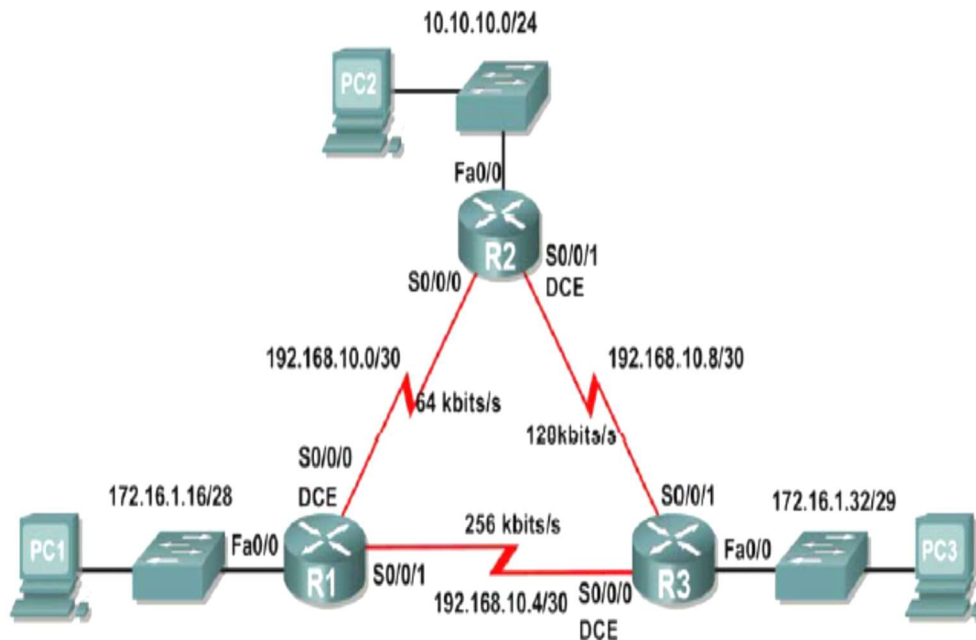 10.10.10.0/24
PC2
Fa0/0
R2
S0/0/1
DCE
S0/0/0
192.168.10.0/30
192.168.10.8/30
64 kbits/s
128kbits/s
S0/0/0
DCE
S0/0/1
172.16.1.16/28
172.16.1.32/29
256 kbits/s
PC1
Fa0/0
R1
S0/0/1
192.168.10.4/30
S0/0/0
DCE
R3
Fa0/0
PC3